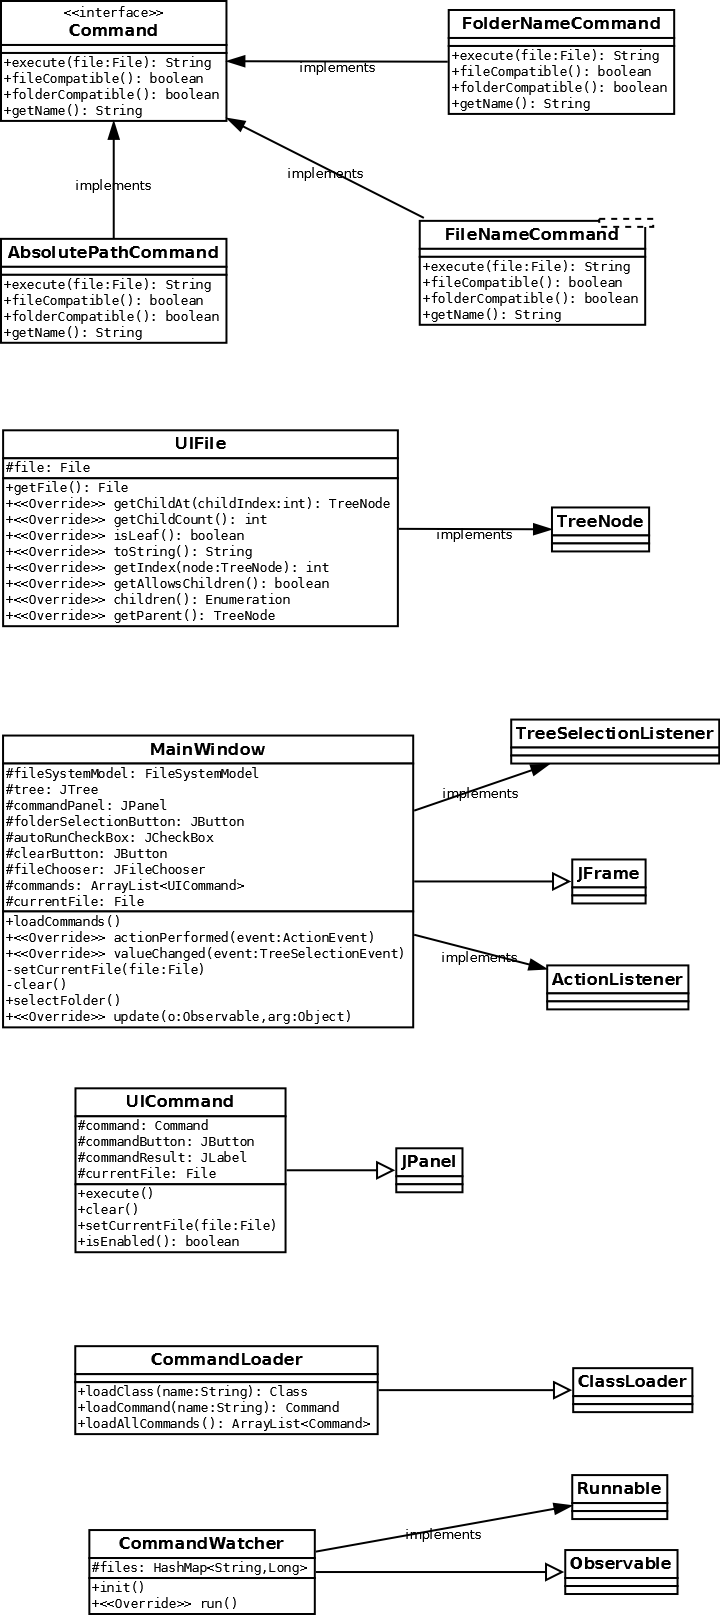 <<interface>>
Command
+execute(file:File): String
+fileCompatible(): boolean
+folderCompatible(): boolean
+getName(): String
implements
FolderNameCommand
+execute(file:File): String
+fileCompatible(): boolean
+folderCompatible(): boolean
+getName(): String
implements
implements
AbsolutePathCommand
+execute(file:File): String
+fileCompatible(): boolean
+folderCompatible(): boolean
+getName(): String
FileNameCommand
+execute(file:File): String
+fileCompatible(): boolean
+folderCompatible(): boolean
+getName(): String
UIFile
#file: File
+getFile(): File
+<<Override>> getChildAt(childIndex:int): TreeNode
+<<Override>> getChildCount(): int
+<<Override>> isLeaf(): boolean
+<<Override>> toString(): String
+<<Override>> getIndex(node:TreeNode): int
+<<Override>> getAllowsChildren(): boolean
+<<Override>> children(): Enumeration
+<<Override>> getParent(): TreeNode
implements
TreeNode
MainWindow
#fileSystemModel: FileSystemModel
#tree: JTree
#commandPanel: JPanel
#folderSelectionButton: JButton
#autoRunCheckBox: JCheckBox
#clearButton: JButton
#fileChooser: JFileChooser
#commands: ArrayList<UICommand>
#currentFile: File
+loadCommands()
+<<Override>> actionPerformed(event:ActionEvent)
+<<Override>> valueChanged(event:TreeSelectionEvent)
-setCurrentFile(file:File)
-clear()
+selectFolder()
+<<Override>> update(o:Observable,arg:Object)
implements
TreeSelectionListener
JFrame
implements
ActionListener
UICommand
#command: Command
#commandButton: JButton
#commandResult: JLabel
#currentFile: File
+execute()
+clear()
+setCurrentFile(file:File)
+isEnabled(): boolean
JPanel
CommandLoader
+loadClass(name:String): Class
+loadCommand(name:String): Command
+loadAllCommands(): ArrayList<Command>
ClassLoader
CommandWatcher
#files: HashMap<String,Long>
+init()
+<<Override>> run()
implements
Runnable
Observable